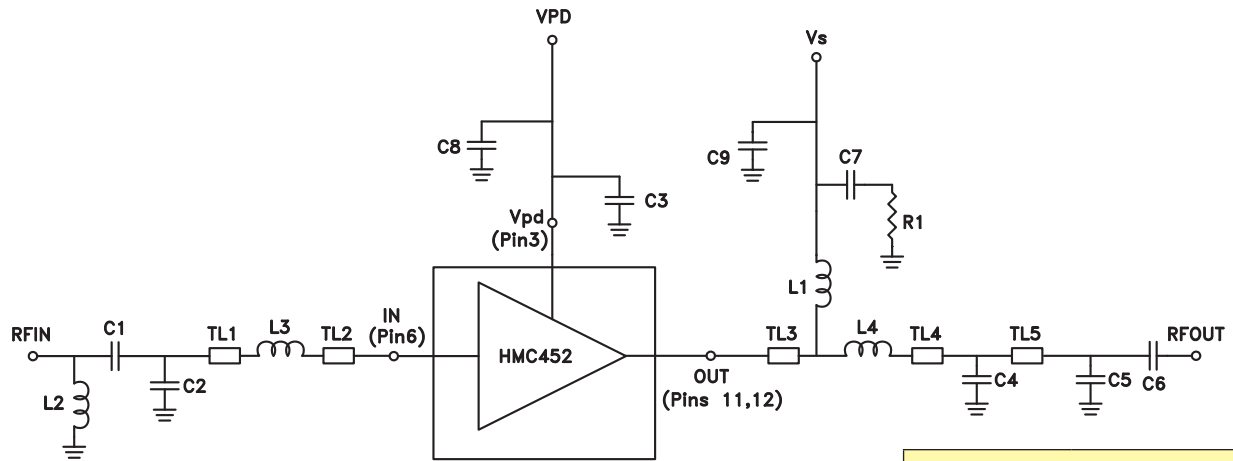 VPD
Vs
C8
C3
C9
C7
R1
Vpd
(Pin3)
L1
RFIN
C1
TL1
L3
TL2
IN
(Pin6)
HMC452
TL3
L4
TL4
TL5
RFOUT
L2
C2
OUT
(Pins 11,12)
C4
C5
C6